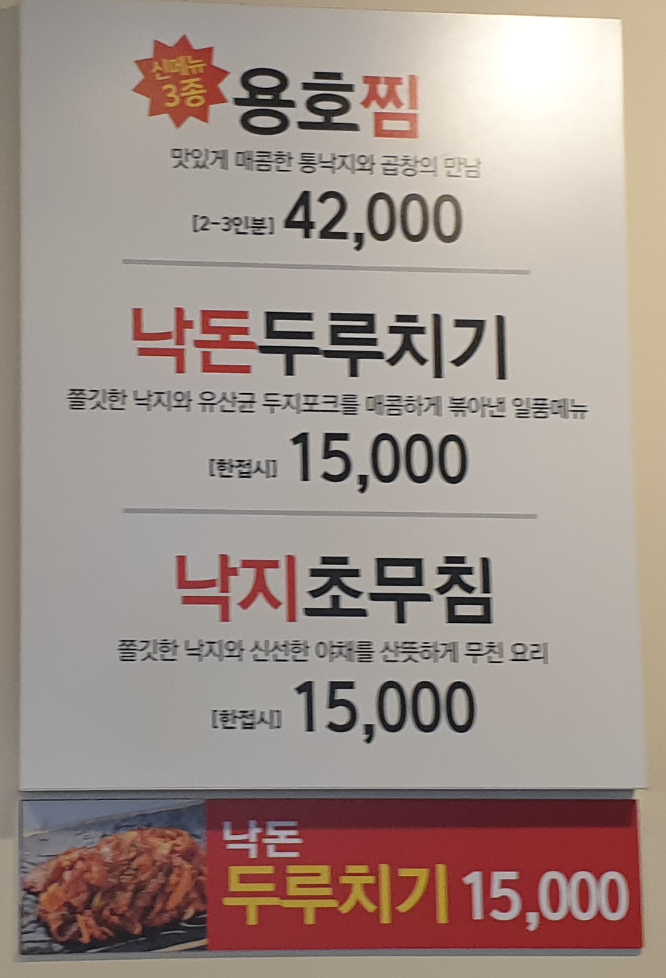 신메뉴
3종
용호찜
맛있게 매콤한 통낙지와 곱창의 만남
[2-3인분] 42,000
낙돈두루치기
쫄깃한 낙지와 유산균 두지포크를 매콤하게 볶아낸 일품메뉴
[한접시] 15,000
낙지초무침
쫄깃한 낙지와 신선한 야채를 산뜻하게 무친 요리
[한접시] 15,000
낙돈
두루치기 15,000